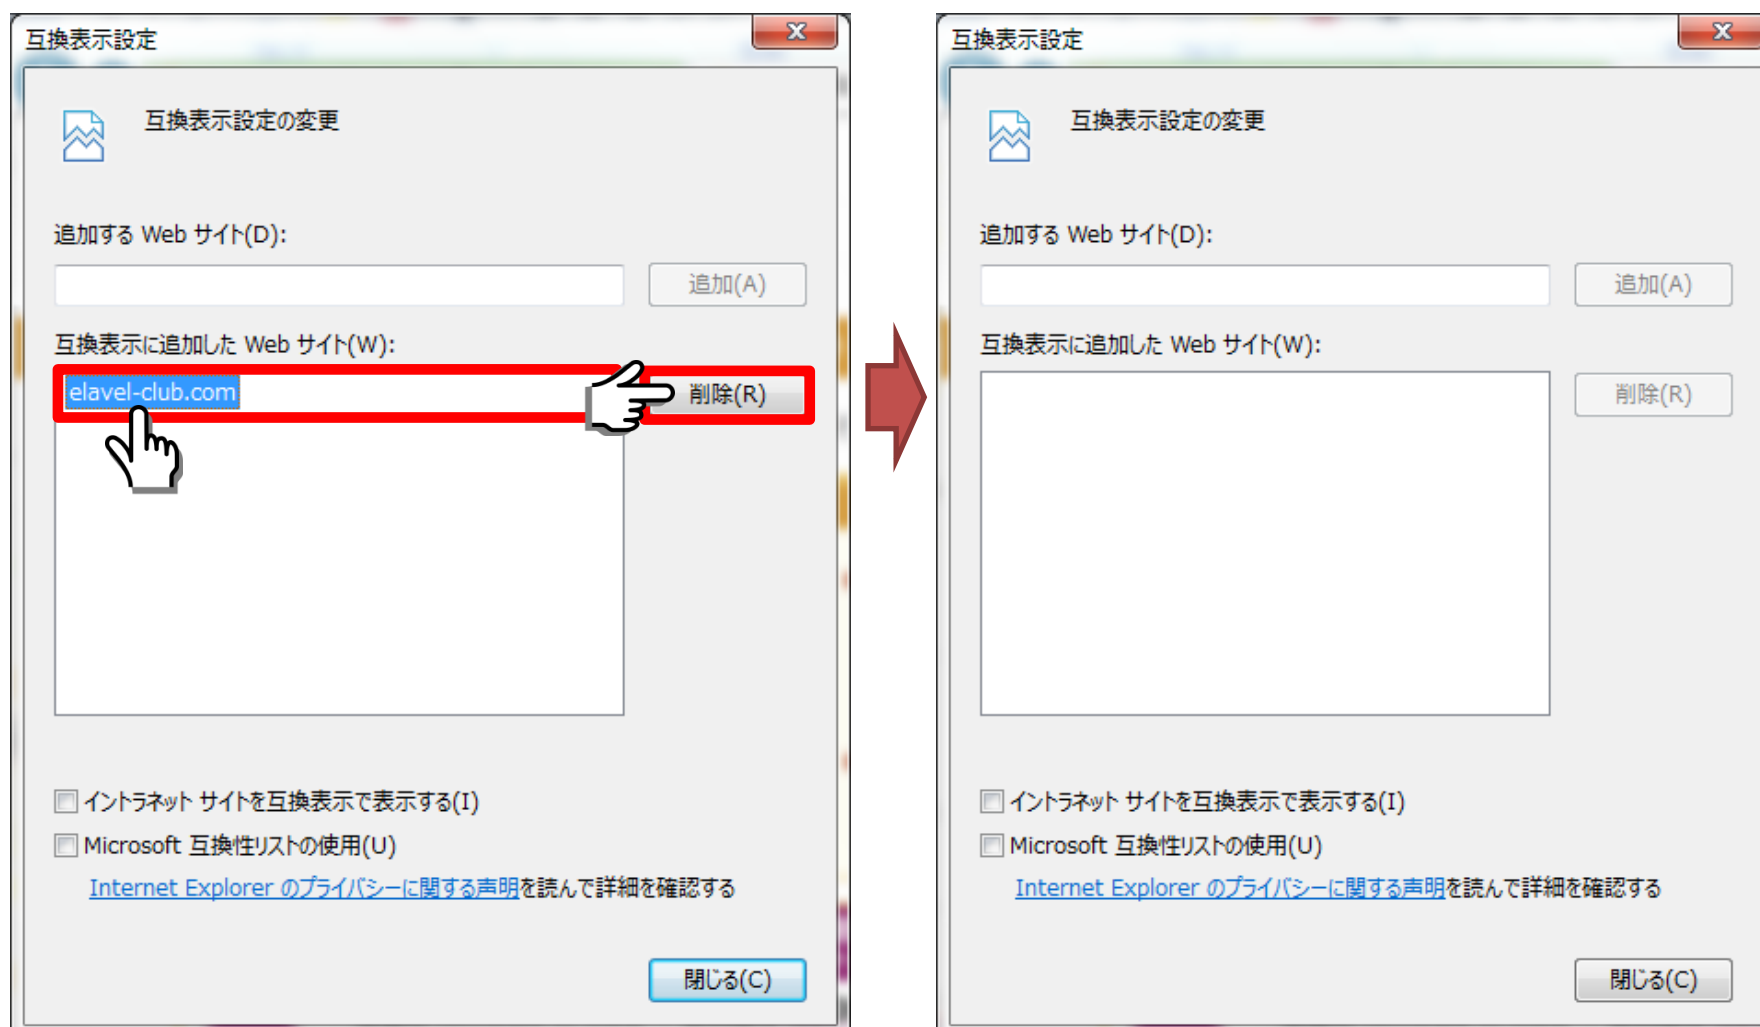 互換表示設定
互換表示設定の変更
追加する Web サイト(D):
追加(A)
互換表示に追加した Web サイト(W):
elavel-club.com
削除(R)
イントラネット サイトを互換表示で表示する(I)
Microsoft 互換性リストの使用(U)
Internet Explorer のプライバシーに関する声明を読んで詳細を確認する
閉じる(C)
互換表示設定
互換表示設定の変更
追加する Web サイト(D):
追加(A)
互換表示に追加した Web サイト(W):
削除(R)
イントラネット サイトを互換表示で表示する(I)
Microsoft 互換性リストの使用(U)
Internet Explorer のプライバシーに関する声明を読んで詳細を確認する
閉じる(C)